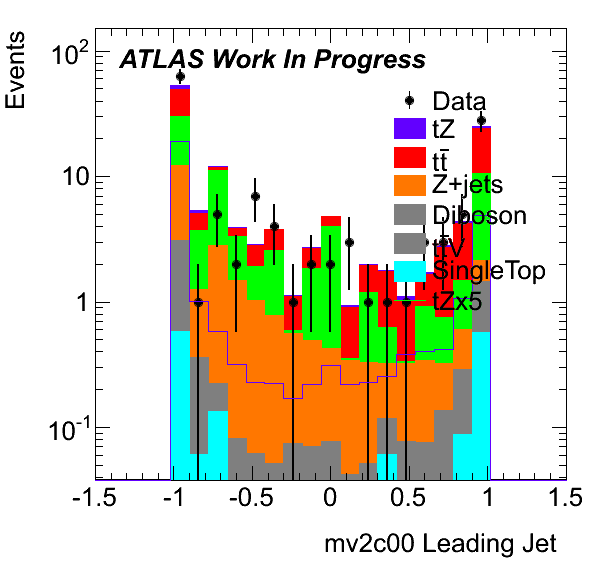 Events
ATLAS Work In Progress
Data
tZ
tt̄
Z+jets
Diboson
tt̄V
SingleTop
tZx5
10²
10
1
10⁻¹
-1.5 -1 -0.5 0 0.5 1 1.5
mv2c00 Leading Jet